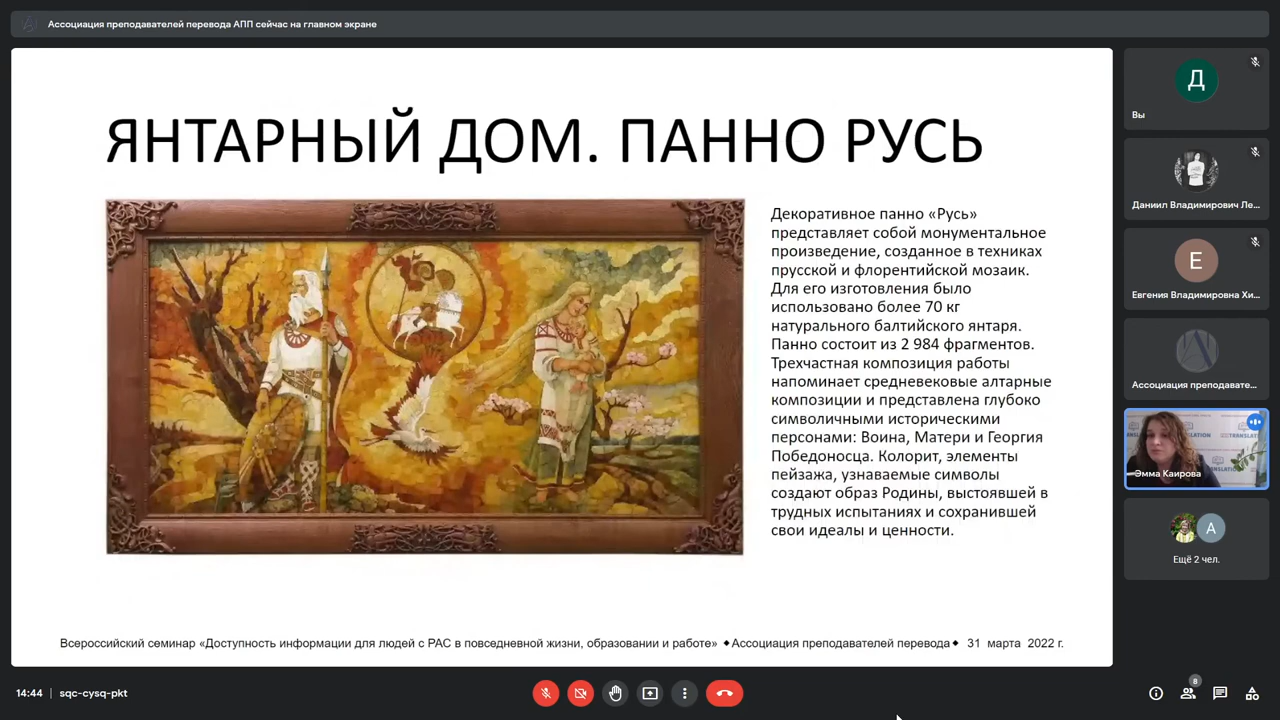 Ассоциация преподавателей перевода АПП сейчас на главном экране
ЯНТАРНЫЙ ДОМ. ПАННО РУСЬ
Декоративное панно «Русь»
представляет собой монументальное
произведение, созданное в техниках
прусской и флорентийской мозаик.
Для его изготовления было
использовано более 70 кг
натурального балтийского янтаря.
Панно состоит из 2 984 фрагментов.
Трехчастная композиция работы
напоминает средневековые алтарные
композиции и представлена глубоко
символичными историческими
персонами: Воина, Матери и Георгия
Победоносца. Колорит, элементы
пейзажа, узнаваемые символы
создают образ Родины, выстоявшей в
трудных испытаниях и сохранившей
свои идеалы и ценности.
Всероссийский семинар «Доступность информации для людей с РАС в повседневной жизни, образовании и работе» ◆Ассоциация преподавателей перевода◆ 31 марта 2022 г.
Д
Вы
Даниил Владимирович Ле...
Е
Евгения Владимировна Хи...
Ассоциация преподавате...
TRANSLATION
Эмма Каирова
А
Ещё 2 чел.
14:44 | sqc-cysq-pkt
8